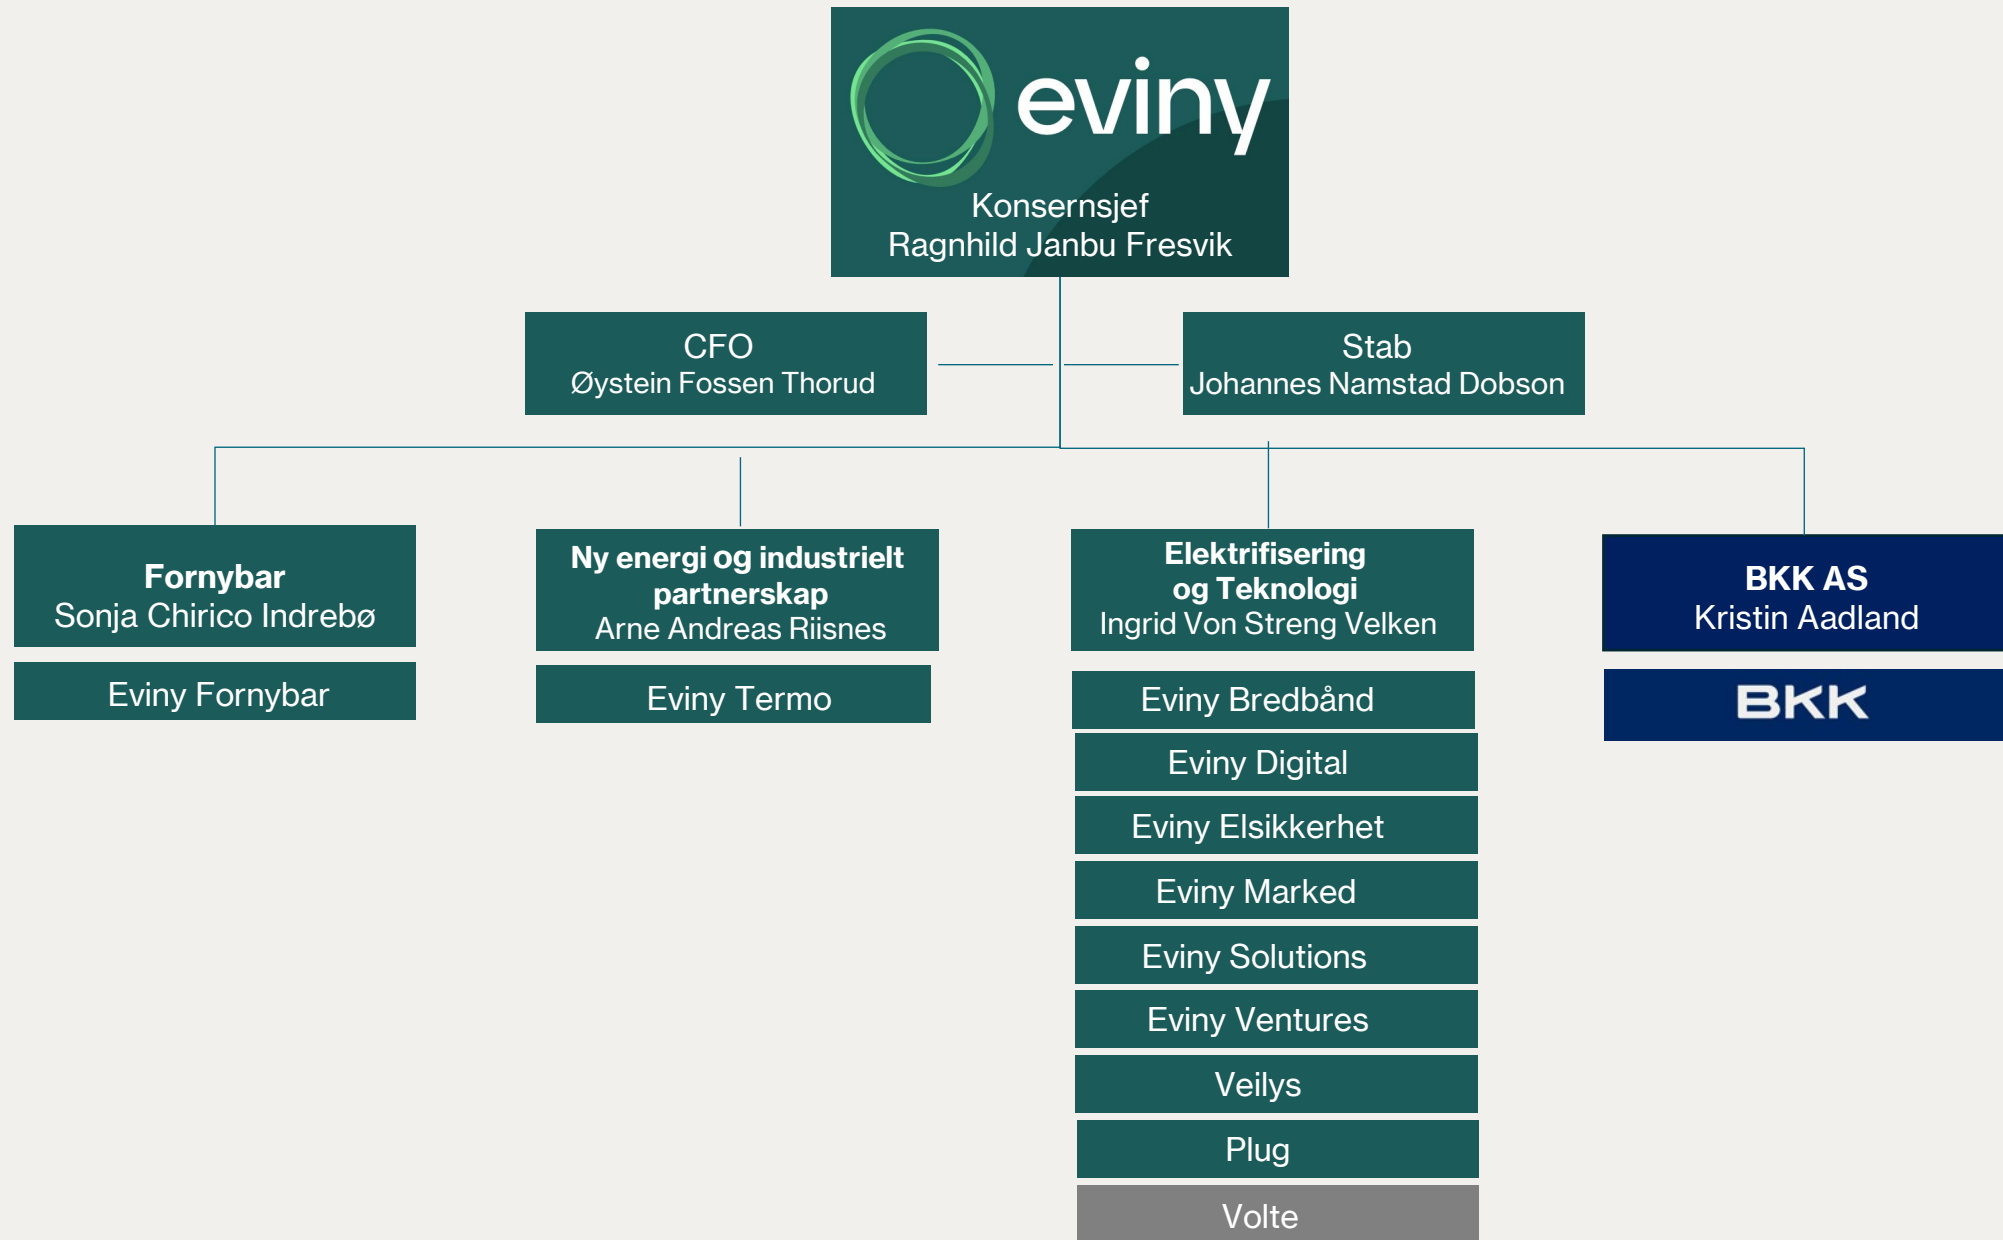 eviny
Konsernsjef
Ragnhild Janbu Fresvik
CFO
Øystein Fossen Thorud
Stab
Johannes Namstad Dobson
Fornybar
Sonja Chirico Indrebø
Eviny Fornybar
Ny energi og industrielt
partnerskap
Arne Andreas Riisnes
Eviny Termo
Elektrifisering
og Teknologi
Ingrid Von Streng Velken
Eviny Bredbånd
Eviny Digital
Eviny Elsikkerhet
Eviny Marked
Eviny Solutions
Eviny Ventures
Veilys
Plug
Volte
BKK AS
Kristin Aadland
BKK